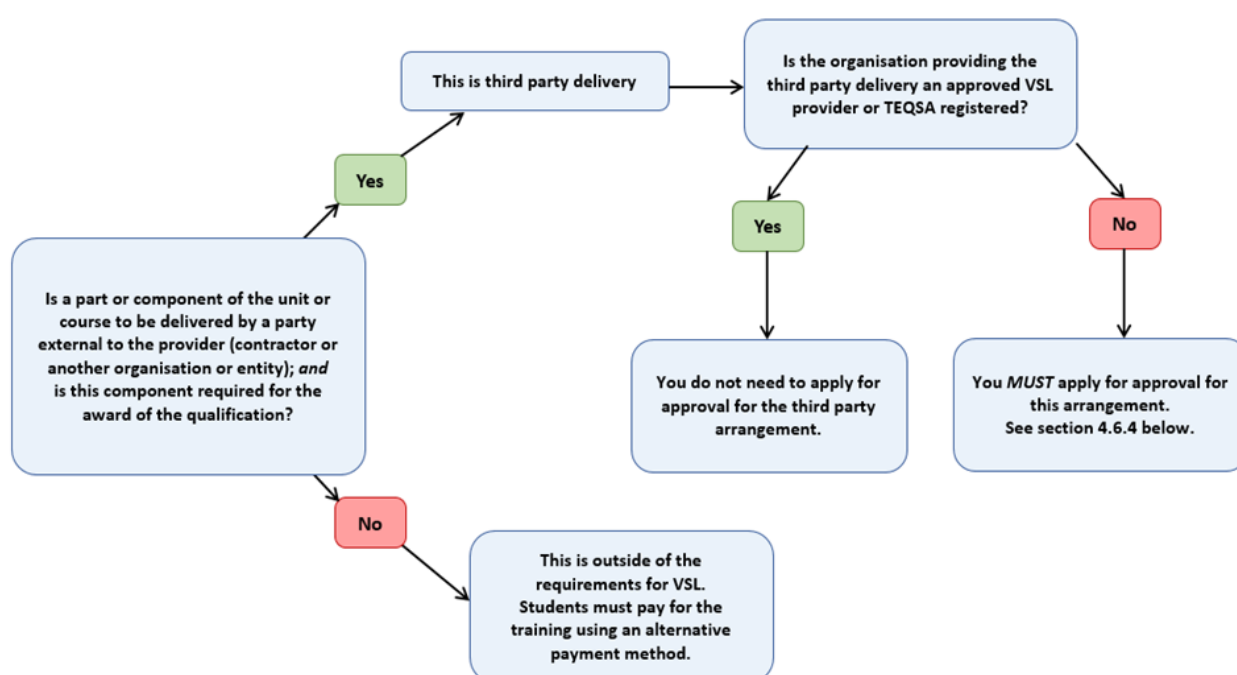 Is a part or component of the unit or
course to be delivered by a party
external to the provider (contractor or
another organisation or entity); and
is this component required for the
award of the qualification?
Yes
This is third party delivery
Is the organisation providing the
third party delivery an approved VSL
provider or TEQSA registered?
Yes
You do not need to apply for
approval for the third party
arrangement.
No
You MUST apply for approval for
this arrangement.
See section 4.6.4 below.
No
This is outside of the
requirements for VSL.
Students must pay for the
training using an alternative
payment method.